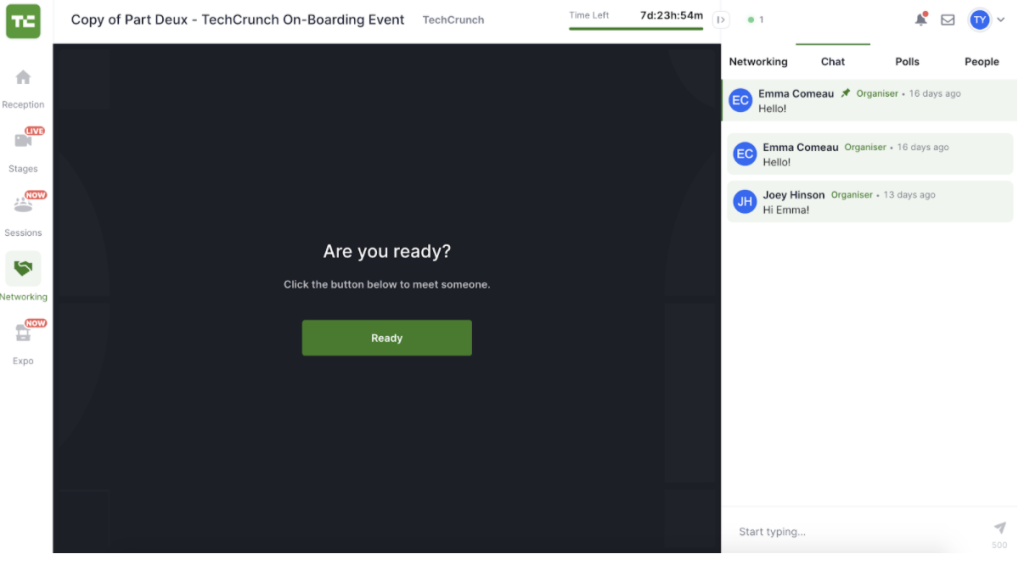 TC
Copy of Part Deux - TechCrunch On-Boarding Event
TechCrunch
Time Left 7d:23h:54m
1
TY
Reception
LIVE
Stages
NOW
Sessions
Networking
NOW
Expo
Are you ready?
Click the button below to meet someone.
Ready
Networking Chat Polls People
EC
Emma Comeau Organiser • 16 days ago
Hello!
EC
Emma Comeau Organiser • 16 days ago
Hello!
JH
Joey Hinson Organiser • 13 days ago
Hi Emma!
Start typing...
500